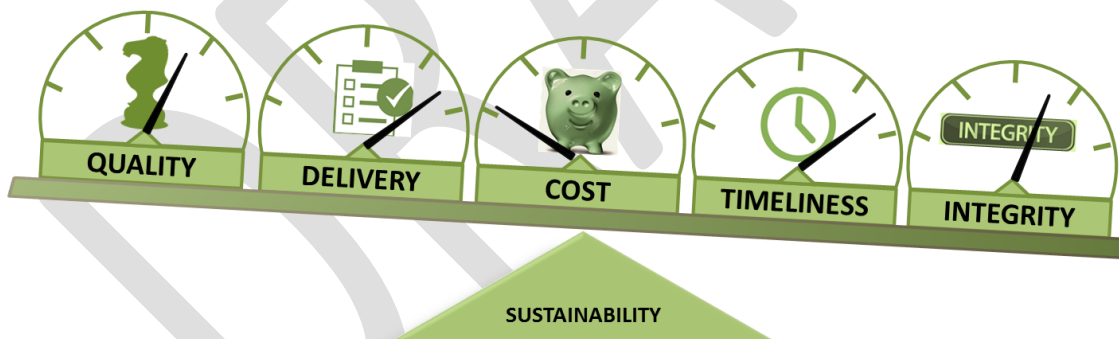 INTEGRITY
QUALITY
DELIVERY
COST
TIMELINESS
INTEGRITY
SUSTAINABILITY